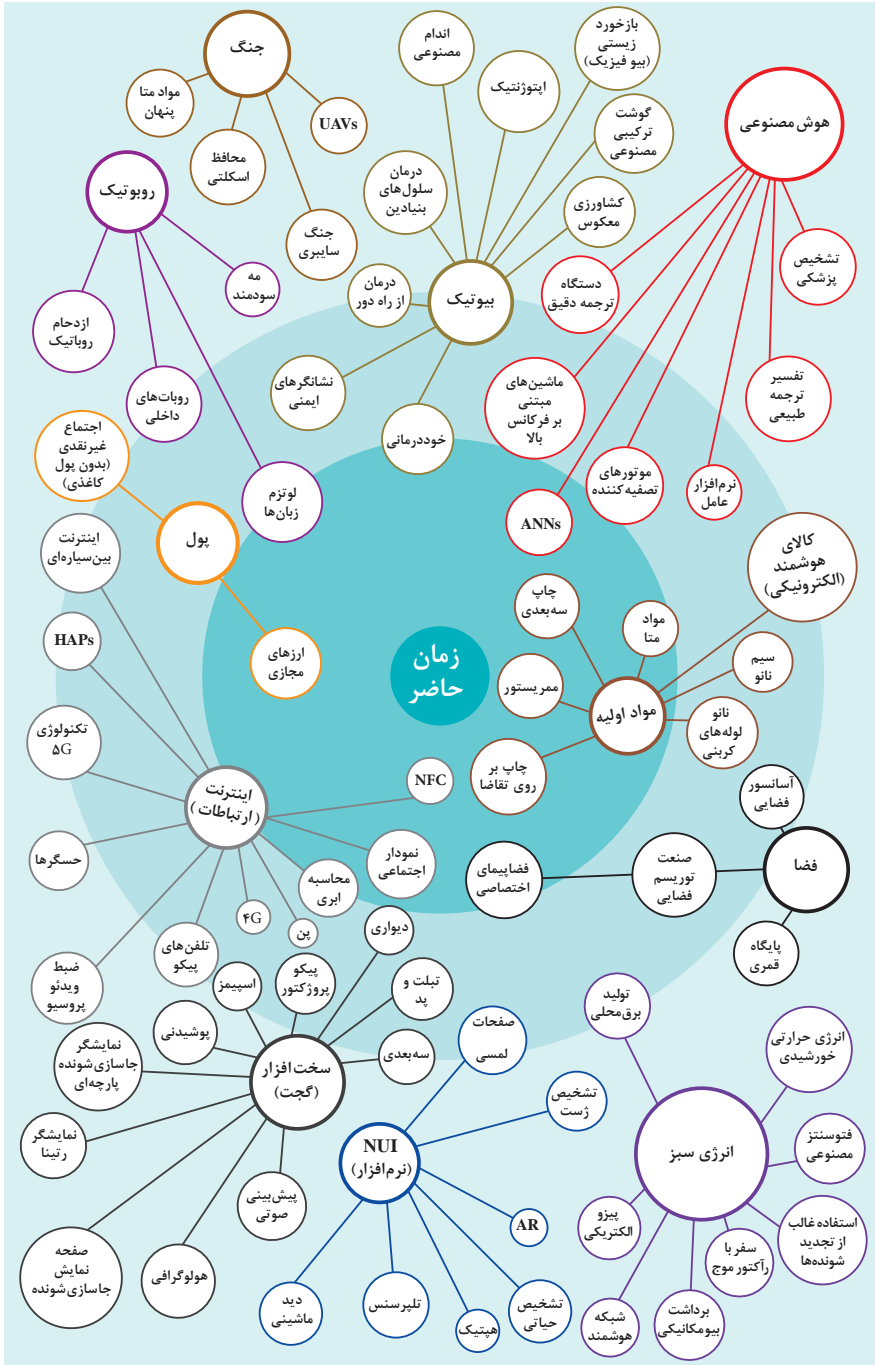 جنگ
مواد متا
پنهان
محافظ
اسکلتی
UAVs
جنگ
سایبری
بیوتیک
اندام
مصنوعی
اپتوژنتیک
بازخورد
زیستی
(بیو فیزیک)
گوشت
ترکیبی
مصنوعی
کشاورزی
معکوس
درمان
سلول‌های
بنیادین
درمان
از راه دور
نشانگرهای
ایمنی
خوددرمانی
هوش مصنوعی
تشخیص
پزشکی
دستگاه
ترجمه دقیق
تفسیر
ترجمه
طبیعی
ماشین‌های
مبتنی
بر فرکانس
بالا
موتورهای
تصفیه‌کننده
نرم‌افزار
عامل
ANNs
روبوتیک
مه
سودمند
ازدحام
روباتیک
روبات‌های
داخلی
لوتزم
زبان‌ها
پول
اجتماع
غیرنقدی
(بدون پول
کاغذی)
ارزهای
مجازی
زمان
حاضر
مواد اولیه
کالای
هوشمند
(الکترونیکی)
چاپ
سه‌بعدی
مواد
متا
سیم
نانو
ممریستور
نانو
لوله‌های
کربنی
چاپ بر
روی تقاضا
اینترنت
(ارتباطات)
اینترنت
بین‌سیاره‌ای
HAPs
تکنولوژی
۵G
حسگرها
ضبط
ویدئو
پروسیو
تلفن‌های
پیکو
۴G
پن
محاسبه
ابری
نمودار
اجتماعی
NFC
فضا
آسانسور
فضایی
صنعت
توریسم
فضایی
فضاپیمای
اختصاصی
پایگاه
قمری
سخت‌افزار
(گجت)
دیواری
پیکو
پروژکتور
اسپیمز
تبلت و
پد
پوشیدنی
سه‌بعدی
نمایشگر
جاسازی‌شونده
پارچه‌ای
نمایشگر
رتینا
صفحه
نمایش
جاسازی‌شونده
هولوگرافی
پیش‌بینی
صوتی
NUI
(نرم‌افزار)
صفحات
لمسی
تشخیص
ژست
AR
تشخیص
حیاتی
هپتیک
تلپرسنس
دید
ماشینی
انرژی سبز
تولید
برق‌محلی
انرژی حرارتی
خورشیدی
فتوسنتز
مصنوعی
استفاده غالب
از تجدید
شونده‌ها
سفر با
رآکتور موج
برداشت
بیومکانیکی
شبکه
هوشمند
پیزو
الکتریکی